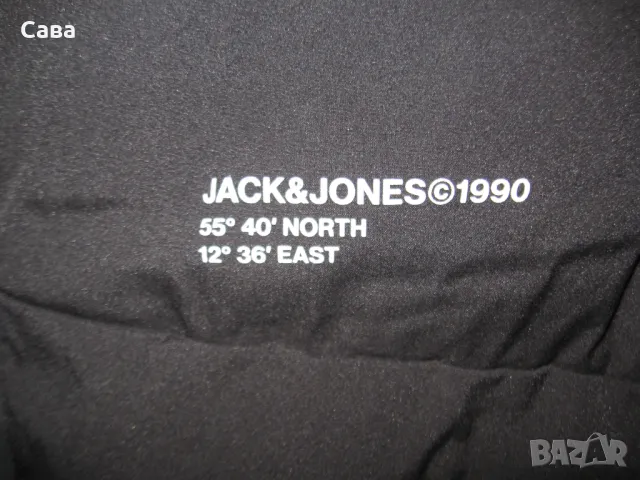 Сава
JACK&JONES©1990
55° 40' NORTH
12° 36' EAST
BAZAR